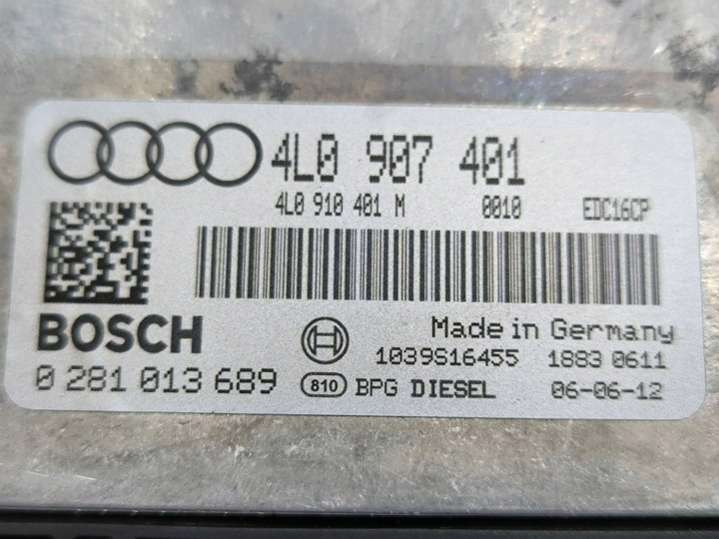 4L0 907 401
4L0 910 401 M 0010 EDC16CP
BOSCH
Made in Germany
1039S16455 1883 0611
0 281 013 689
810 BPG DIESEL 06-06-12